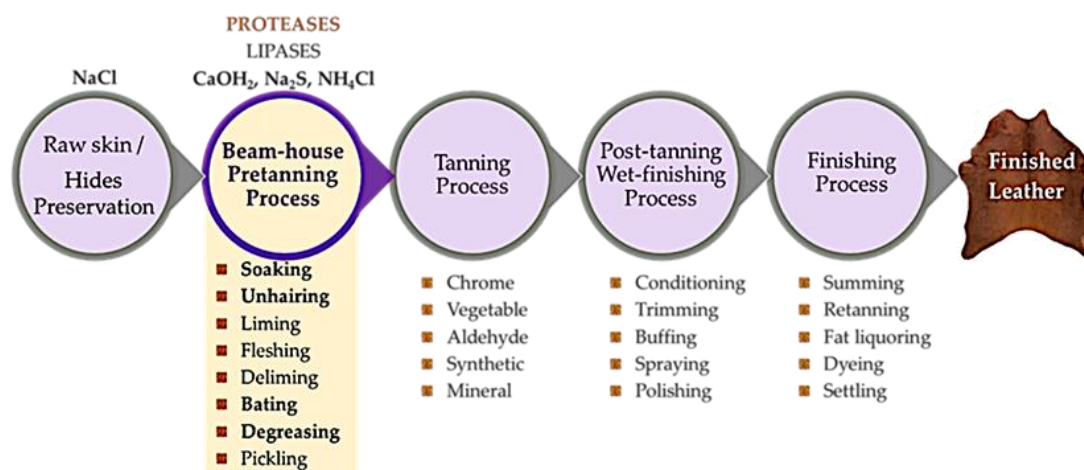 PROTEASES
LIPASES
CaOH₂, Na₂S, NH₄Cl
NaCl
Raw skin /
Hides
Preservation
Beam-house
Pretanning
Process
Tanning
Process
Post-tanning
Wet-finishing
Process
Finishing
Process
Finished
Leather
Soaking
Unhairing
Liming
Fleshing
Deliming
Bating
Degreasing
Pickling
Chrome
Vegetable
Aldehyde
Synthetic
Mineral
Conditioning
Trimming
Buffing
Spraying
Polishing
Summing
Retanning
Fat liquoring
Dyeing
Settling